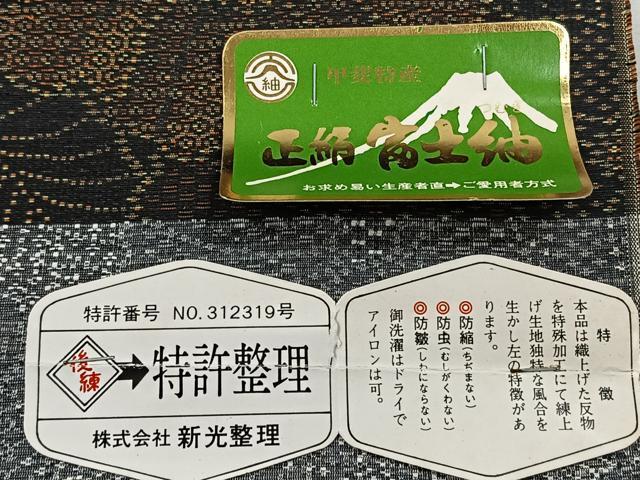 紬
甲斐特産
つむぎ
正絹 富士紬
お求め易い生産者直➡ご愛用者方式
特許番号 NO.312319号
後練
➡特許整理
株式会社 新光整理
特徴
本品は織上げた反物
を特殊加工にて練上
げ生地独特な風合を
生かし左の特徴があ
ります。
◎防縮(ちぢまない)
◎防虫(むしがくわない)
◎防皺(しわにならない)
御洗濯はドライで
アイロンは可。